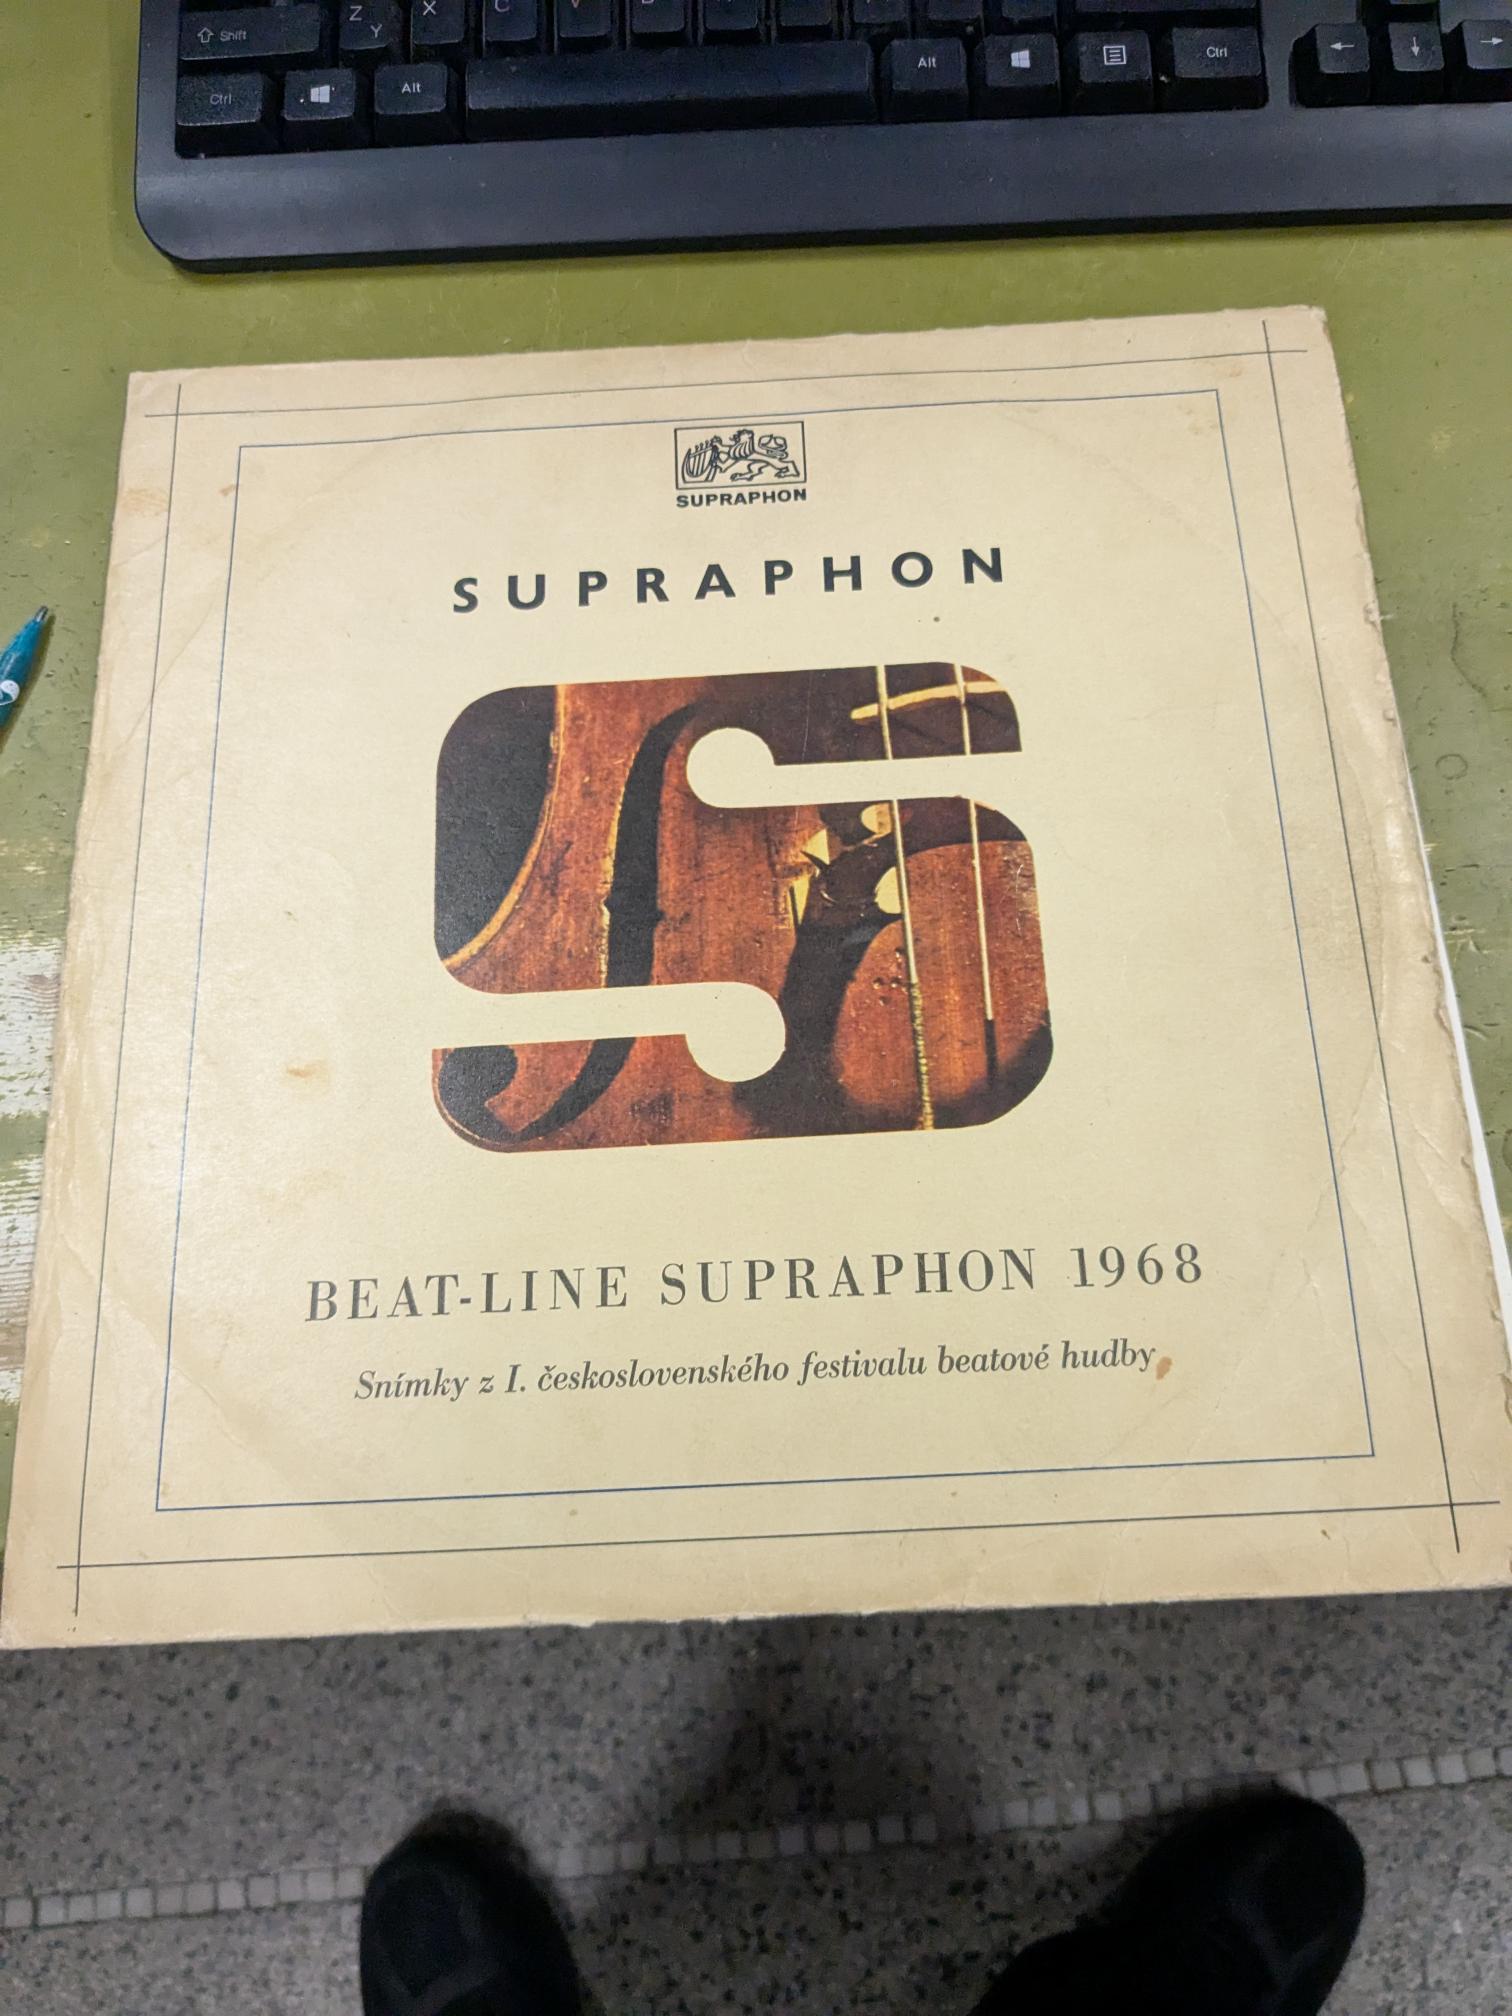 Z
Y
X
C
V
B
Shift
Ctrl
Alt
Alt
Ctrl
SUPRAPHON
SUPRAPHON
BEAT-LINE SUPRAPHON 1968
Snímky z I. československého festivalu beatové hudby